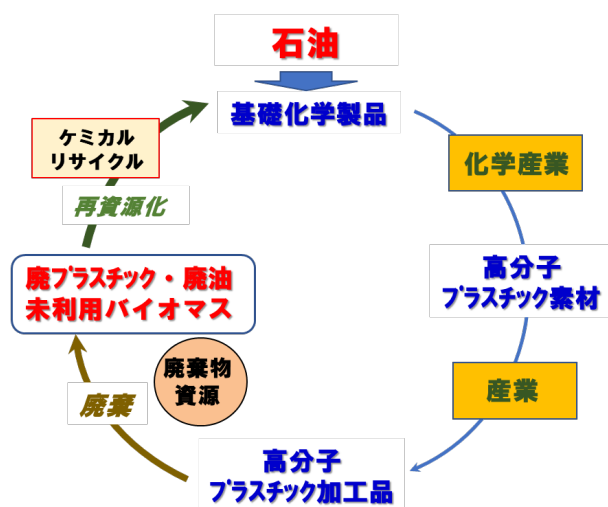 石油
基礎化学製品
ケミカル
リサイクル
化学産業
再資源化
高分子
プラスチック素材
廃プラスチック・廃油
未利用バイオマス
廃棄物
資源
産業
廃棄
高分子
プラスチック加工品